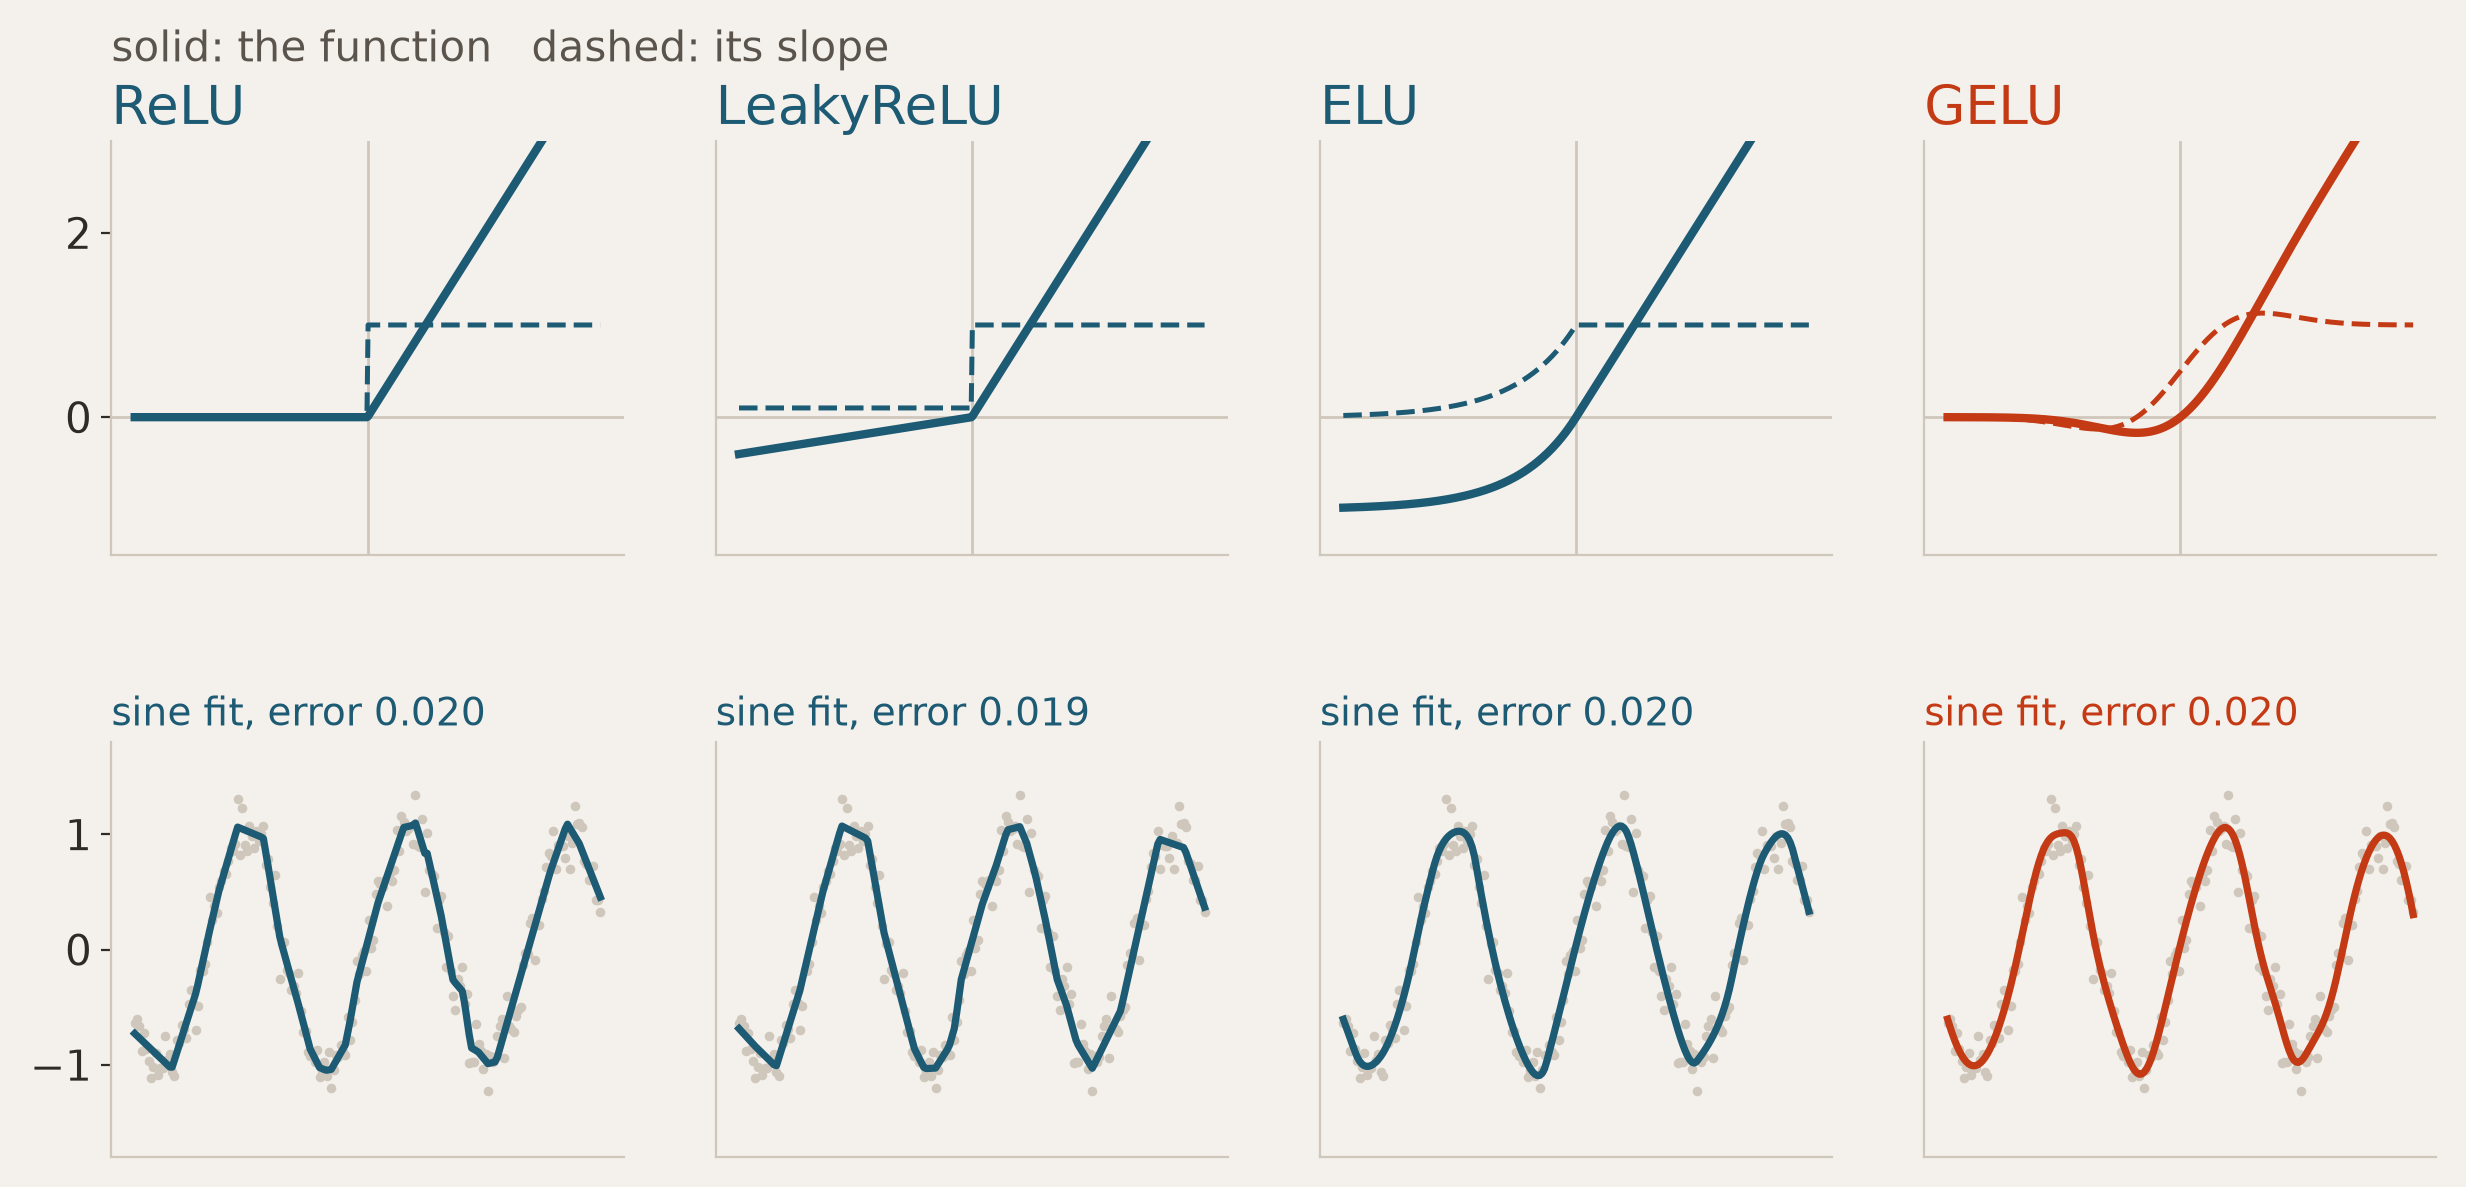 solid: the function   dashed: its slope
ReLU
LeakyReLU
ELU
GELU
2
0
sine fit, error 0.020
sine fit, error 0.019
sine fit, error 0.020
sine fit, error 0.020
1
0
−1